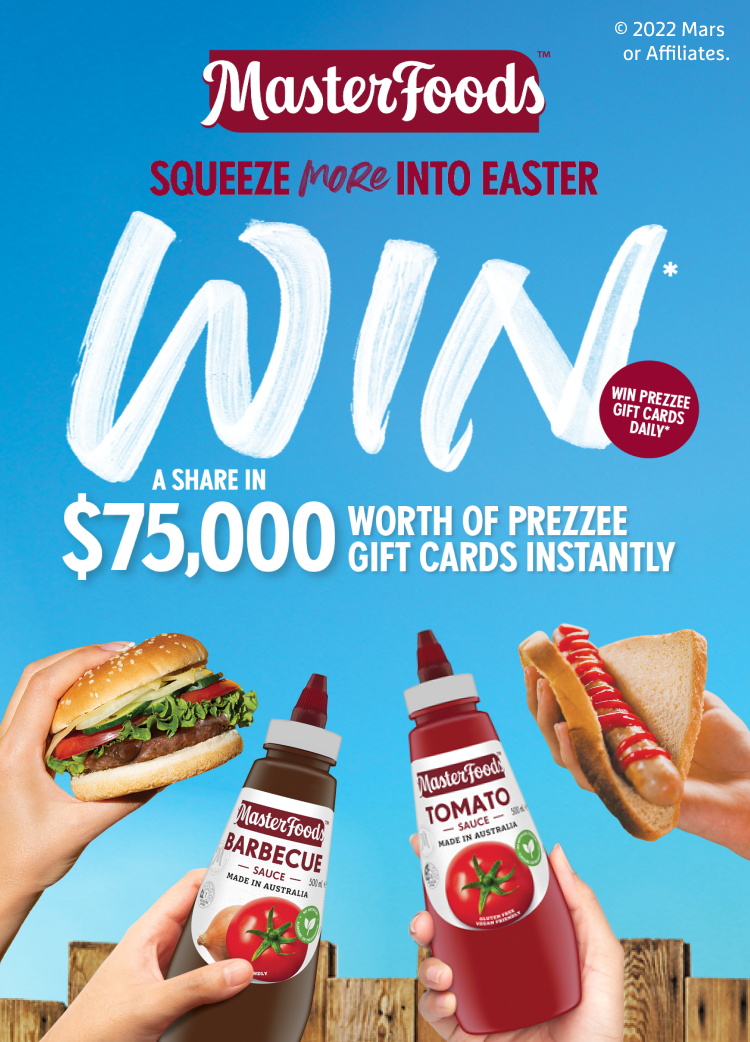 © 2022 Mars
or Affiliates.
MasterFoods™
SQUEEZE MORE INTO EASTER
WIN*
WIN PREZZEE
GIFT CARDS
DAILY*
A SHARE IN
$75,000
WORTH OF PREZZEE
GIFT CARDS INSTANTLY
MasterFoods™
BARBECUE
SAUCE
500 ml
MADE IN AUSTRALIA
MasterFoods
TOMATO
SAUCE
500 ml
MADE IN AUSTRALIA
GLUTEN FREE
VEGAN FRIENDLY